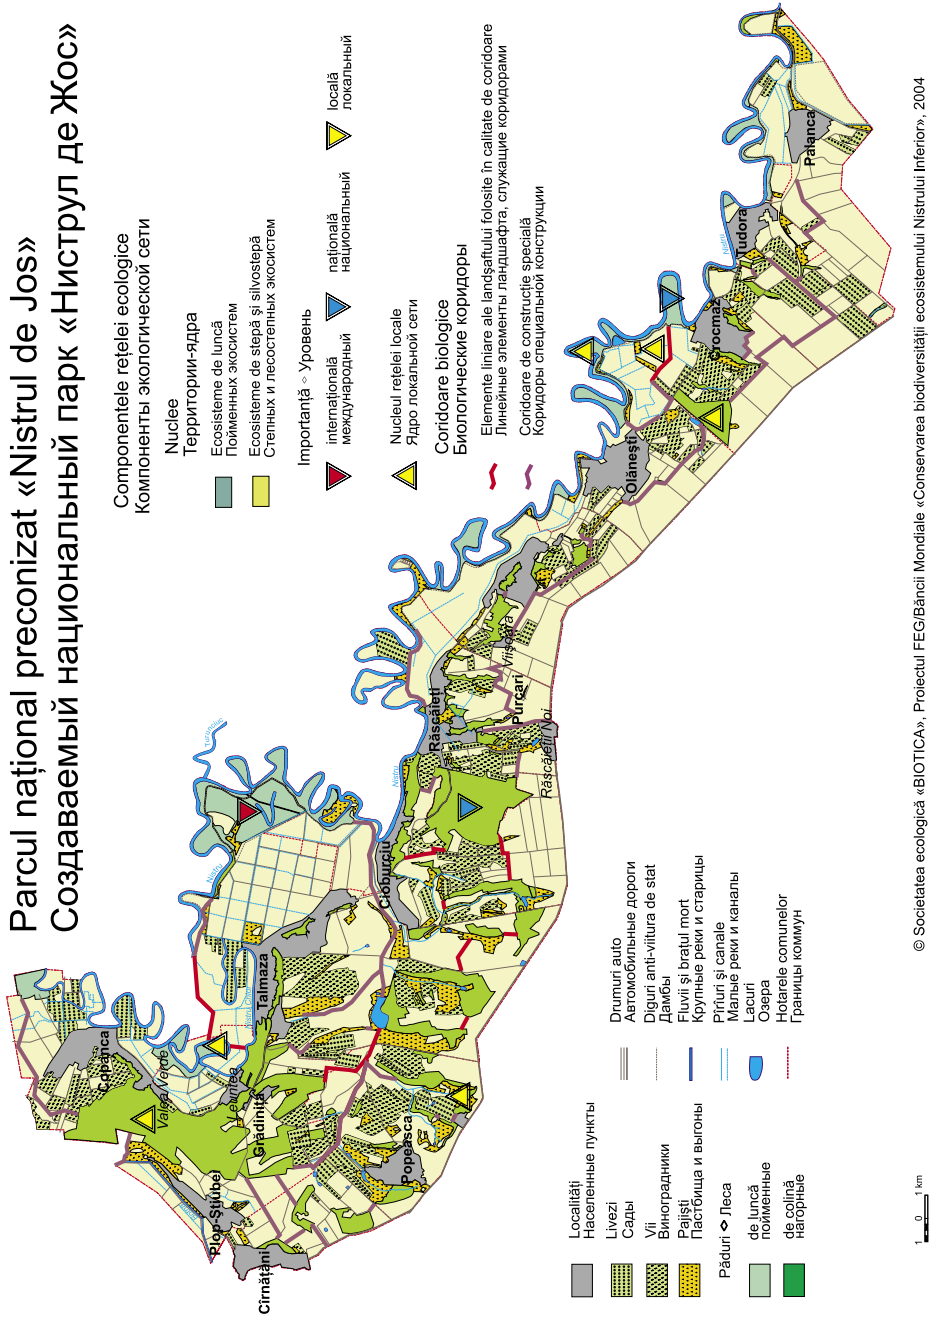 Parcul național preconizat «Nistrul de Jos»
Создаваемый национальный парк «Ниструл де Жос»
Componentele rețelei ecologice
Компоненты экологической сети
Nuclee
Территории-ядра
Ecosisteme de luncă
Пойменных экосистем
Ecosisteme de stepă și silvostepă
Степных и лесостепных экосистем
Importanță ◇ Уровень
internațională
международный
națională
национальный
locală
локальный
Nucleul rețelei locale
Ядро локальной сети
Coridoare biologice
Биологические коридоры
Elemente liniare ale landșaftului folosite în calitate de coridoare
Линейные элементы ландшафта, служащие коридорами
Coridoare de construcție specială
Коридоры специальной конструкции
Palanca
Tudora
Nistru
Crocmaz
Olănești
Viișoara
Purcari
Răscăieți
Răscăieții Noi
Turunciuc
Nistru
Cioburciu
Nistru
Talmaza
Copanca
Valea Verde
Leuntea
Grădinița
Popeasca
Plop-Știubei
Cîrnățăni
Localități
Населенные пункты
Livezi
Сады
Vii
Виноградники
Pajiști
Пастбища и выгоны
Păduri ◇ Леса
de luncă
пойменные
de colină
нагорные
Drumuri auto
Автомобильные дороги
Diguri anti-viitura de stat
Дамбы
Fluvii și brațul mort
Крупные реки и старицы
Pîrîuri și canale
Малые реки и каналы
Lacuri
Озера
Hotarele comunelor
Границы коммун
1 0 1 km
© Societatea ecologică «BIOTICA», Proiectul FEG/Băncii Mondiale «Conservarea biodiversității ecosistemului Nistrului Inferior», 2004